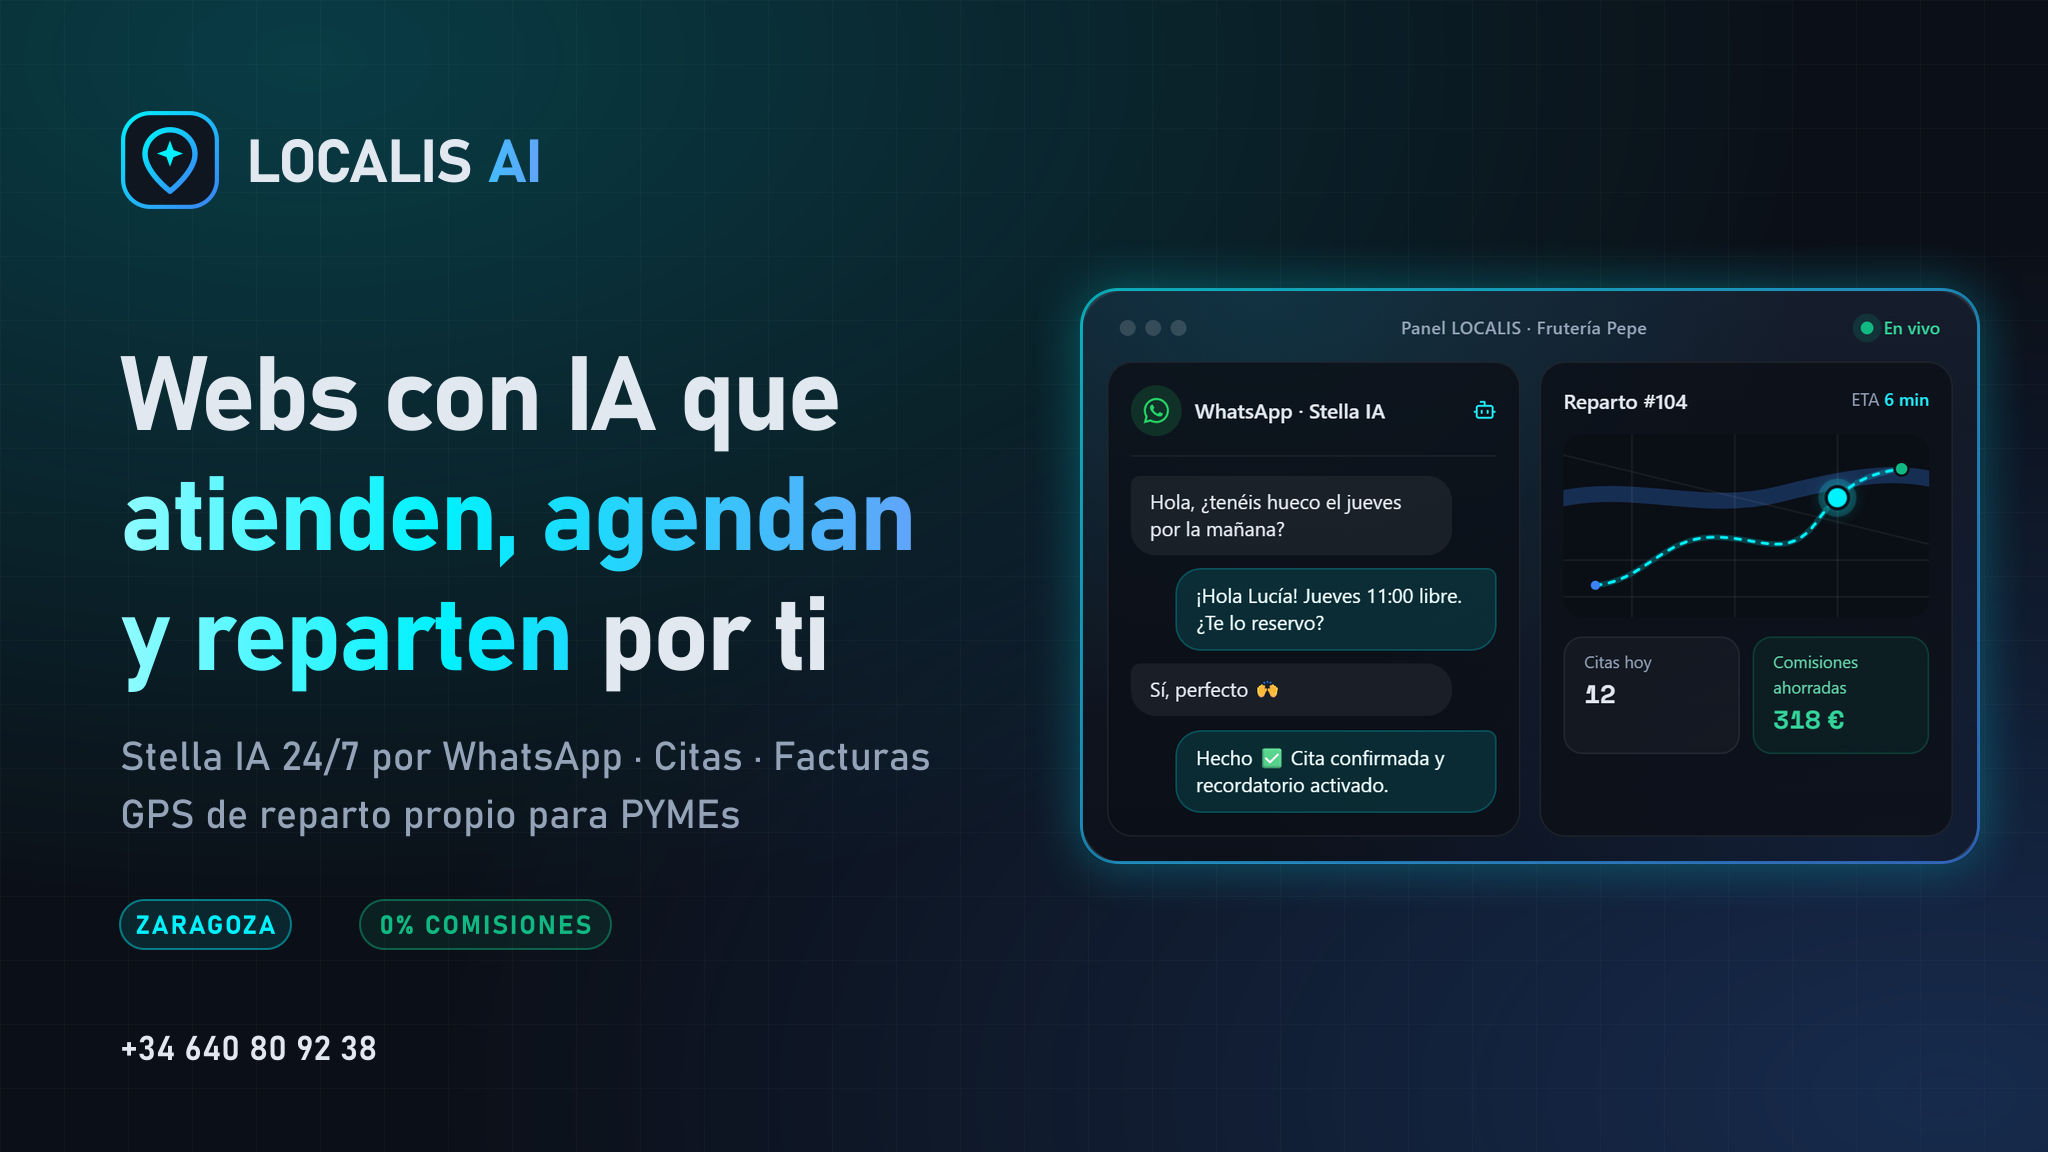 LOCALIS AI
Webs con IA que
atienden, agendan
y reparten por ti
Stella IA 24/7 por WhatsApp · Citas · Facturas
GPS de reparto propio para PYMEs
ZARAGOZA
0% COMISIONES
+34 640 80 92 38
Panel LOCALIS · Frutería Pepe
En vivo
WhatsApp · Stella IA
Hola, ¿tenéis hueco el jueves
por la mañana?
¡Hola Lucía! Jueves 11:00 libre.
¿Te lo reservo?
Sí, perfecto 🙌
Hecho ✅ Cita confirmada y
recordatorio activado.
Reparto #104
ETA 6 min
Citas hoy
12
Comisiones
ahorradas
318 €